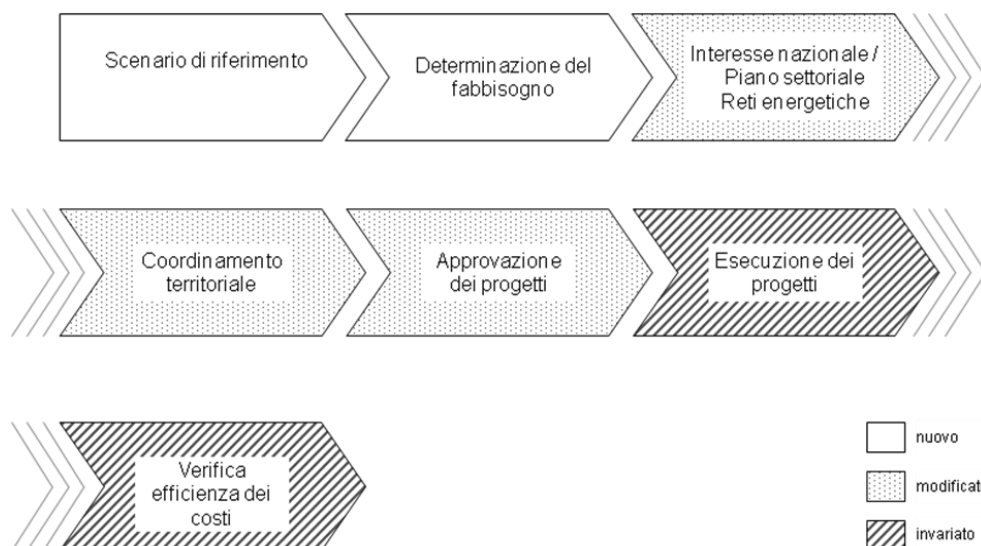 Scenario di riferimento
Determinazione del
fabbisogno
Interesse nazionale /
Piano settoriale
Reti energetiche
Coordinamento
territoriale
Approvazione
dei progetti
Esecuzione dei
progetti
Verifica
efficienza dei
costi
nuovo
modificat
invariato